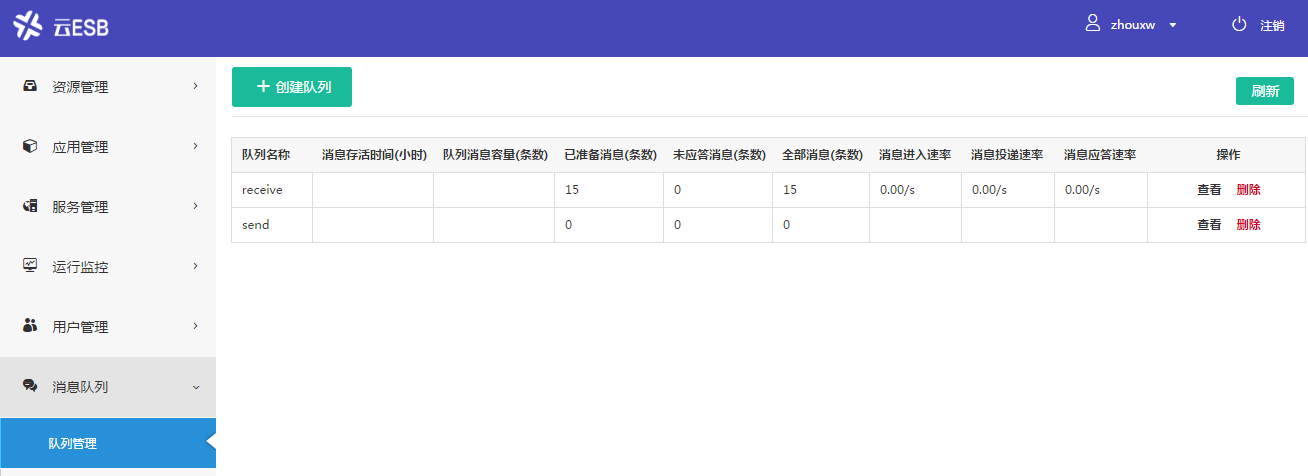 云ESB
zhouxw
注销
资源管理
应用管理
服务管理
运行监控
用户管理
消息队列
队列管理
+ 创建队列
刷新
队列名称 消息存活时间(小时) 队列消息容量(条数) 已准备消息(条数) 未应答消息(条数) 全部消息(条数) 消息进入速率 消息投递速率 消息应答速率 操作
receive 15 0 15 0.00/s 0.00/s 0.00/s 查看 删除
send 0 0 0 查看 删除